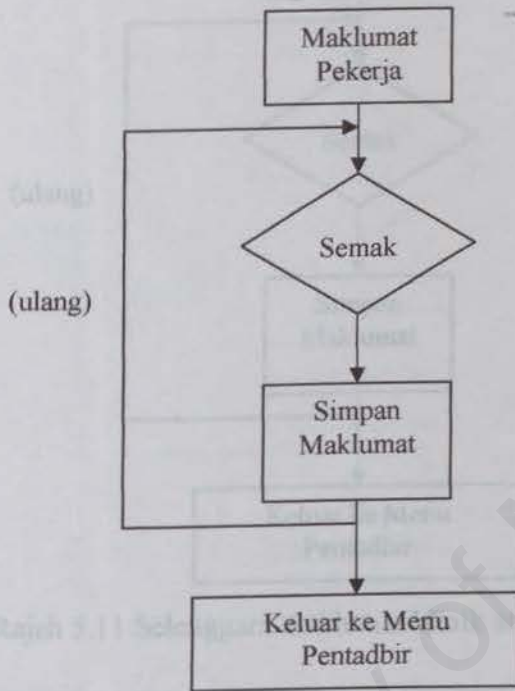 Maklumat
Pekerja
Semak
(ulang)
Simpan
Maklumat
Keluar ke Menu
Pentadbir